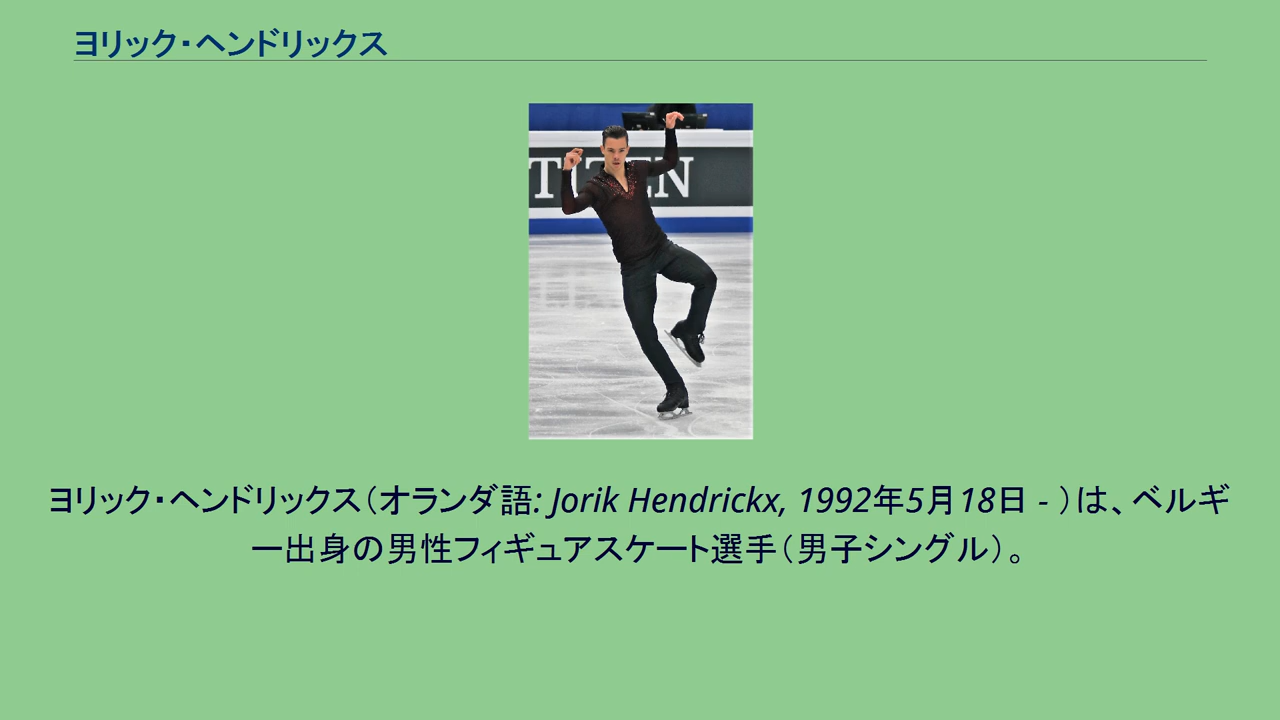 ヨリック・ヘンドリックス
TIZEN
ヨリック・ヘンドリックス（オランダ語: Jorik Hendrickx, 1992年5月18日 - ）は、ベルギ
ー出身の男性フィギュアスケート選手（男子シングル）。